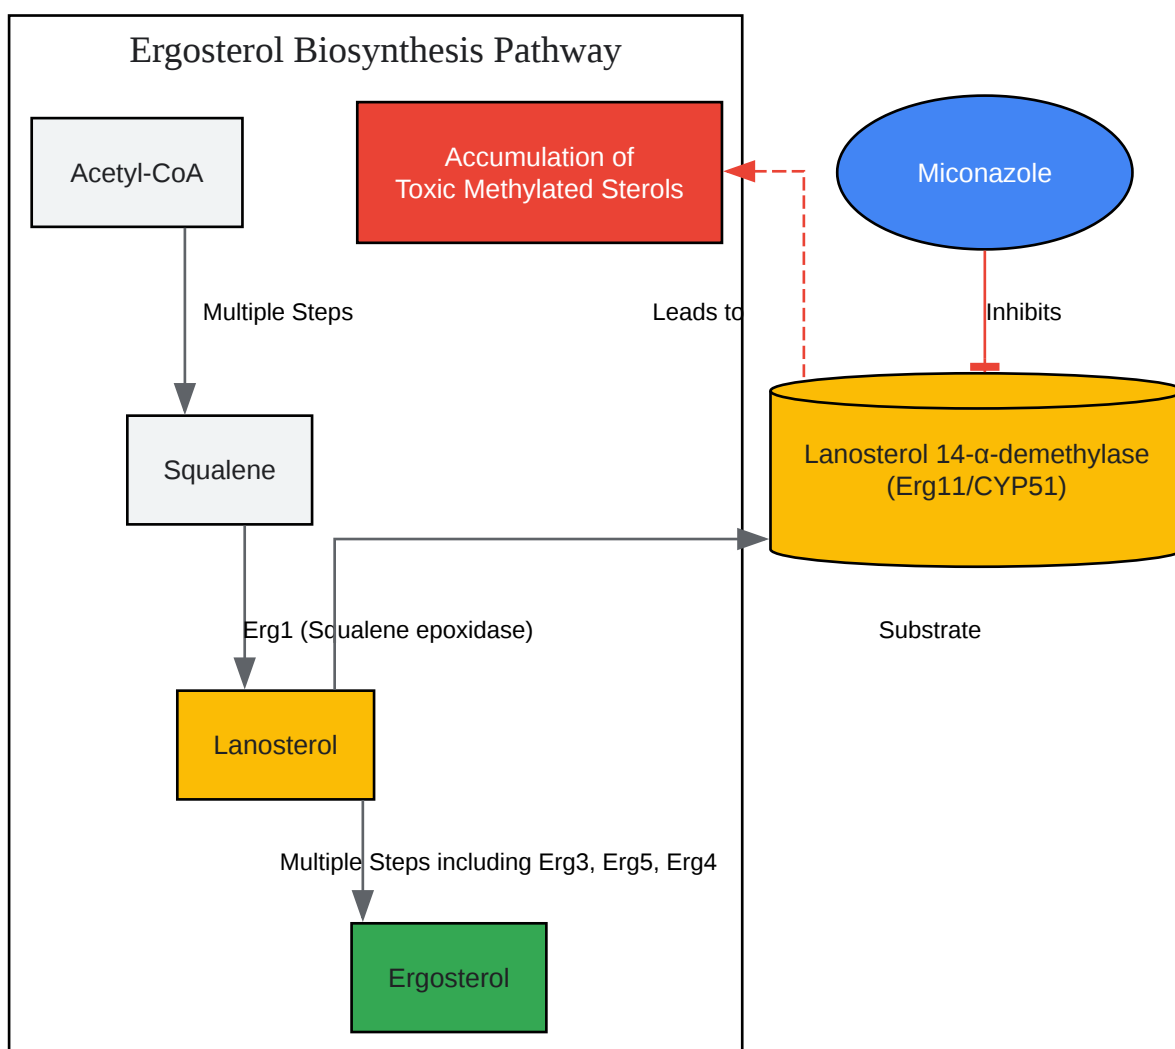 Ergosterol Biosynthesis Pathway
Acetyl-CoA
Accumulation of
Toxic Methylated Sterols
Miconazole
Multiple Steps
Leads to
Inhibits
Squalene
Lanosterol 14-α-demethylase
(Erg11/CYP51)
Erg1 (Squalene epoxidase)
Substrate
Lanosterol
Multiple Steps including Erg3, Erg5, Erg4
Ergosterol